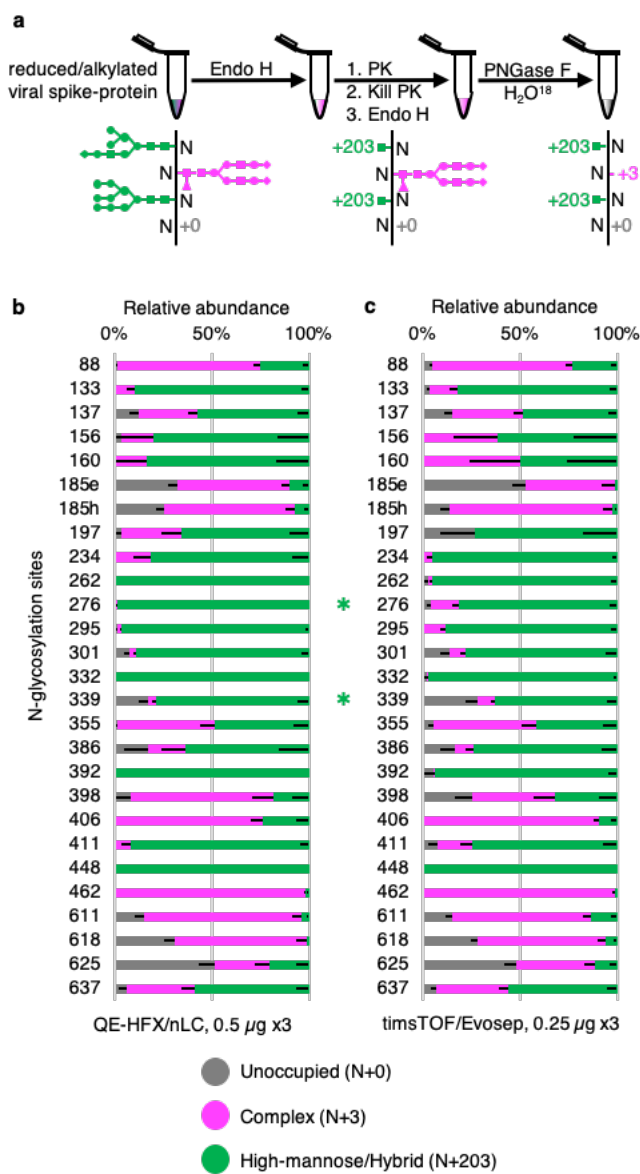 a
reduced/alkylated
viral spike-protein
Endo H
1. PK
2. Kill PK
3. Endo H
PNGase F
H₂O¹⁸
N
N
N
N +0
+203 N
N
+203 N
N +0
+203 N
N +3
+203 N
N +0
b
Relative abundance
0% 50% 100%
N-glycosylation sites
88
133
137
156
160
185e
185h
197
234
262
276
295
301
332
339
355
386
392
398
406
411
448
462
611
618
625
637
QE-HFX/nLC, 0.5 µg x3
*
*
c
Relative abundance
0% 50% 100%
88
133
137
156
160
185e
185h
197
234
262
276
295
301
332
339
355
386
392
398
406
411
448
462
611
618
625
637
timsTOF/Evosep, 0.25 µg x3
Unoccupied (N+0)
Complex (N+3)
High-mannose/Hybrid (N+203)